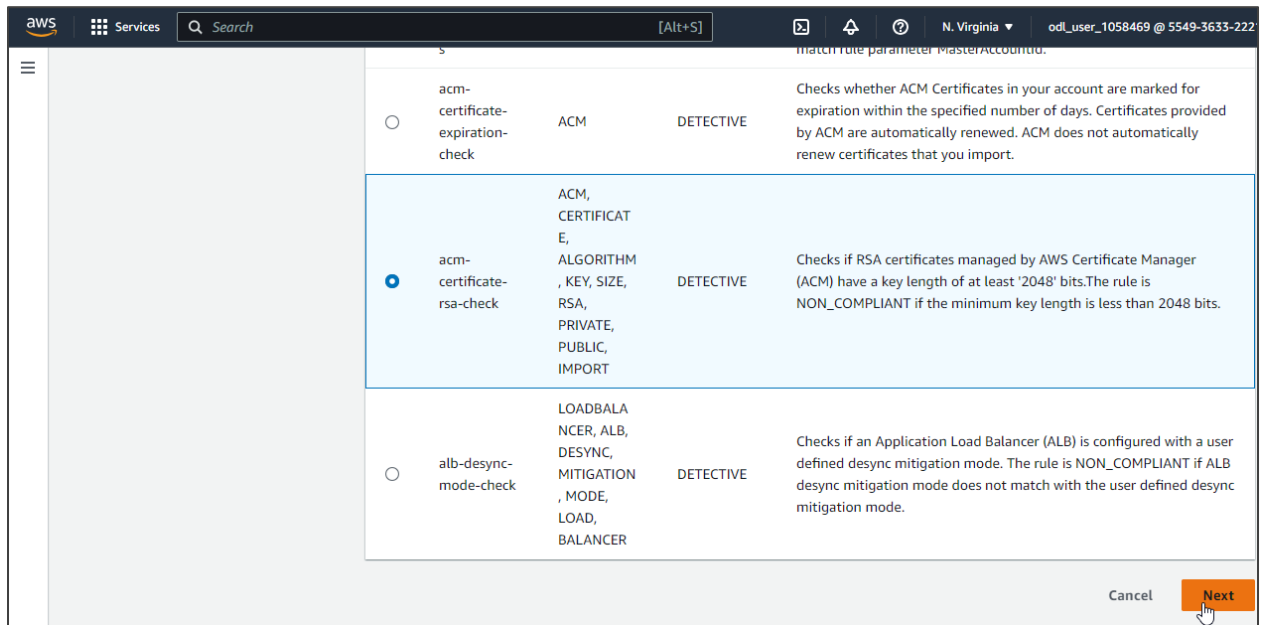 aws
Services
Search
[Alt+S]
N. Virginia
odl_user_1058469 @ 5549-3633-222
s
match rule parameter MasterAccountId.
acm-
certificate-
expiration-
check
ACM
DETECTIVE
Checks whether ACM Certificates in your account are marked for
expiration within the specified number of days. Certificates provided
by ACM are automatically renewed. ACM does not automatically
renew certificates that you import.
acm-
certificate-
rsa-check
ACM,
CERTIFICAT
E,
ALGORITHM
, KEY, SIZE,
RSA,
PRIVATE,
PUBLIC,
IMPORT
DETECTIVE
Checks if RSA certificates managed by AWS Certificate Manager
(ACM) have a key length of at least '2048' bits.The rule is
NON_COMPLIANT if the minimum key length is less than 2048 bits.
alb-desync-
mode-check
LOADBALA
NCER, ALB,
DESYNC,
MITIGATION
, MODE,
LOAD,
BALANCER
DETECTIVE
Checks if an Application Load Balancer (ALB) is configured with a user
defined desync mitigation mode. The rule is NON_COMPLIANT if ALB
desync mitigation mode does not match with the user defined desync
mitigation mode.
Cancel
Next